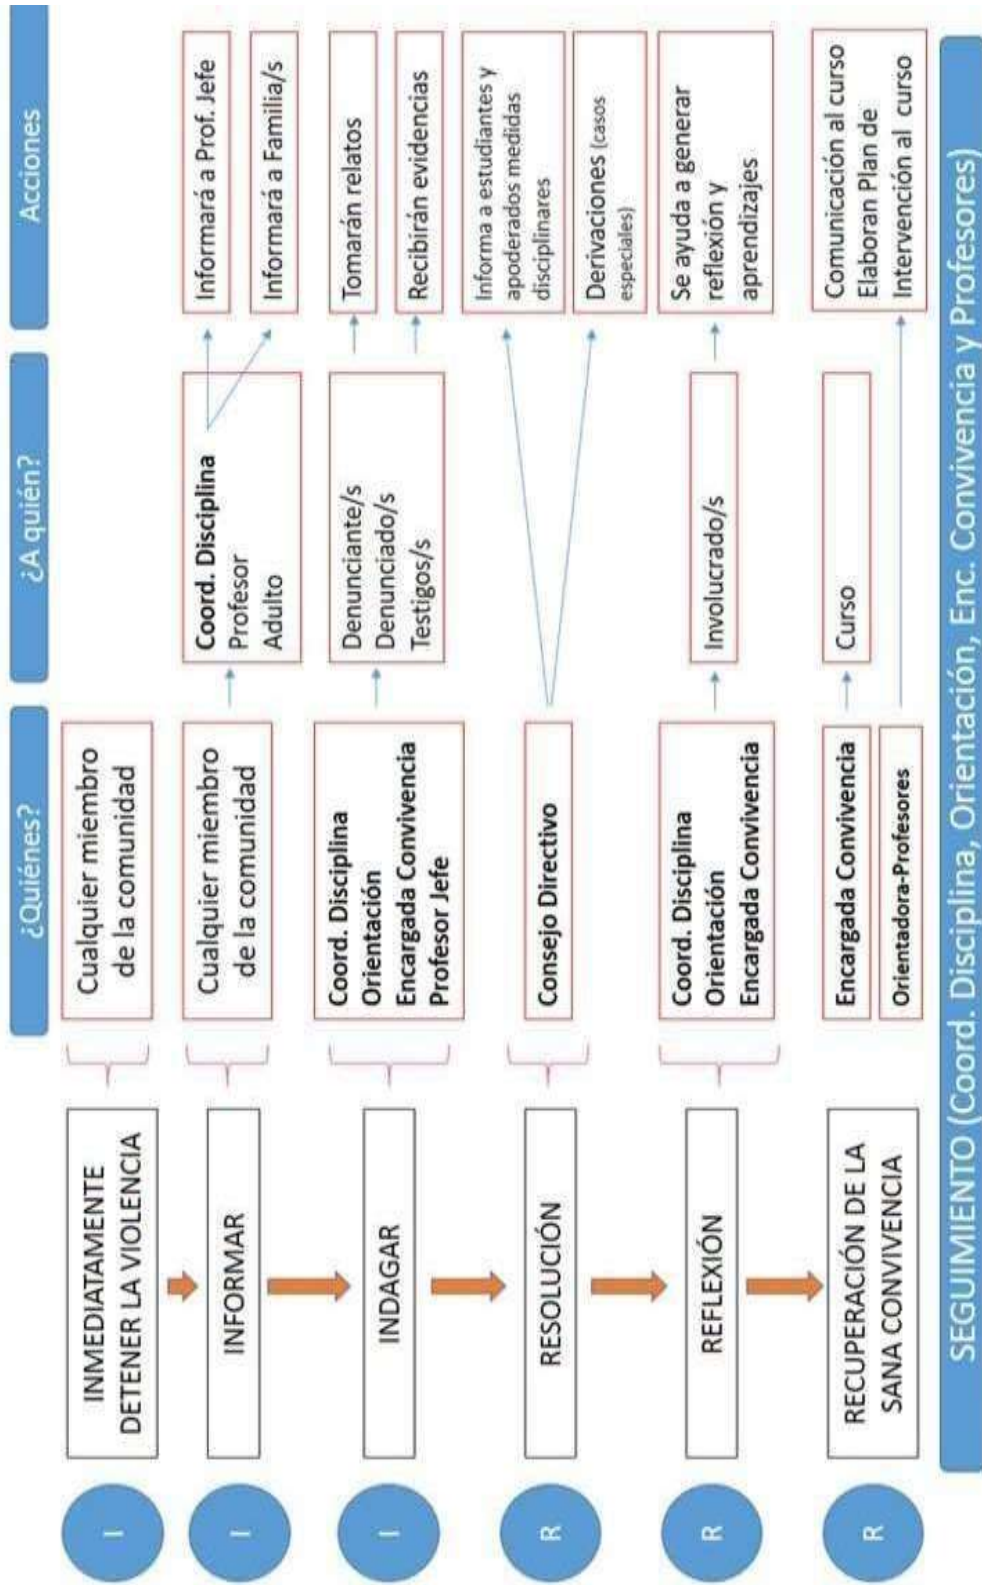 ¿Quiénes?
¿A quién?
Acciones
I
INMEDIATAMENTE
DETENER LA VIOLENCIA
Cualquier miembro
de la comunidad
I
INFORMAR
Cualquier miembro
de la comunidad
Coord. Disciplina
Profesor
Adulto
Informará a Prof. Jefe
Informará a Familia/s
I
INDAGAR
Coord. Disciplina
Orientación
Encargada Convivencia
Profesor Jefe
Denunciante/s
Denunciado/s
Testigos/s
Tomarán relatos
Recibirán evidencias
R
RESOLUCIÓN
Consejo Directivo
Informa a estudiantes y
apoderados medidas
disciplinares
Derivaciones (casos
especiales)
R
REFLEXIÓN
Coord. Disciplina
Orientación
Encargada Convivencia
Involucrado/s
Se ayuda a generar
reflexión y
aprendizajes
R
RECUPERACIÓN DE LA
SANA CONVIVENCIA
Encargada Convivencia
Orientadora-Profesores
Curso
Comunicación al curso
Elaboran Plan de
Intervención al curso
SEGUIMIENTO (Coord. Disciplina, Orientación, Enc. Convivencia y Profesores)